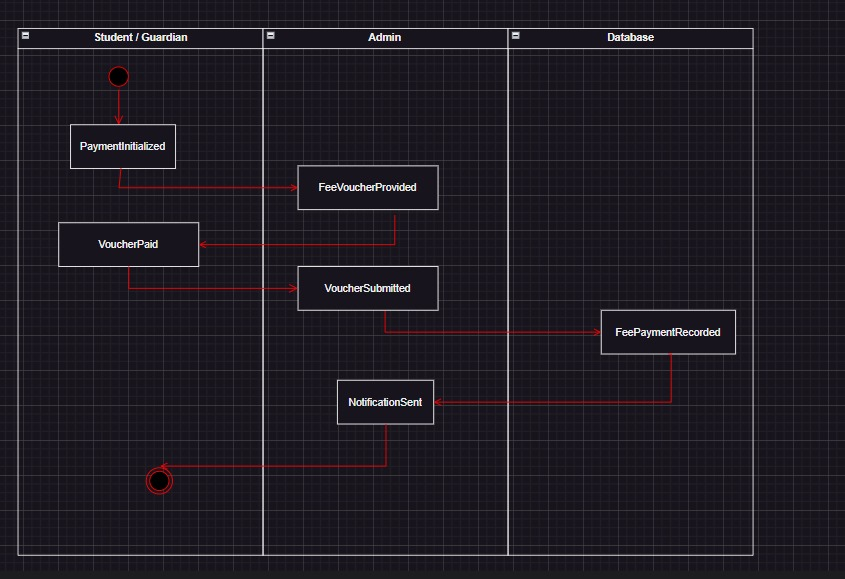 Student / Guardian
Admin
Database
PaymentInitialized
FeeVoucherProvided
VoucherPaid
VoucherSubmitted
FeePaymentRecorded
NotificationSent